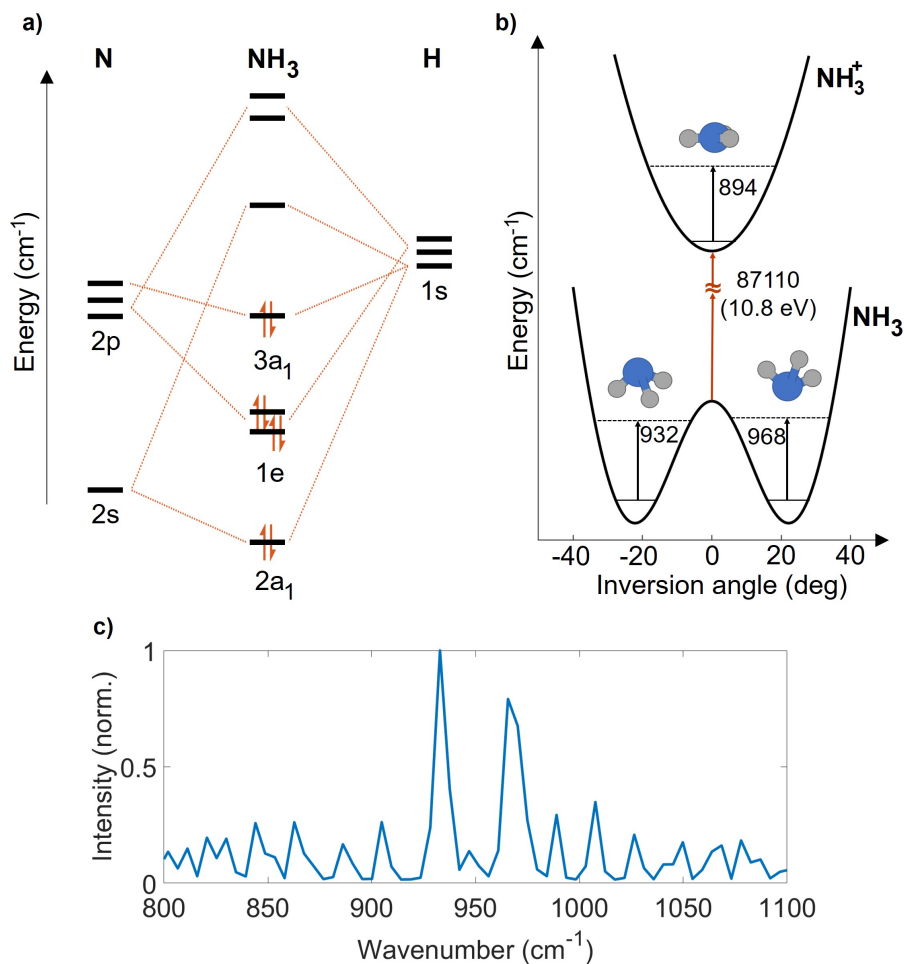 a)
N
NH3
H
Energy (cm-1)
1s
2p
3a1
1e
2s
2a1
b)
NH3+
894
87110
(10.8 eV)
Energy (cm-1)
NH3
932
968
-40
-20
0
20
40
Inversion angle (deg)
c)
Intensity (norm.)
1
0.5
0
800
850
900
950
1000
1050
1100
Wavenumber (cm-1)